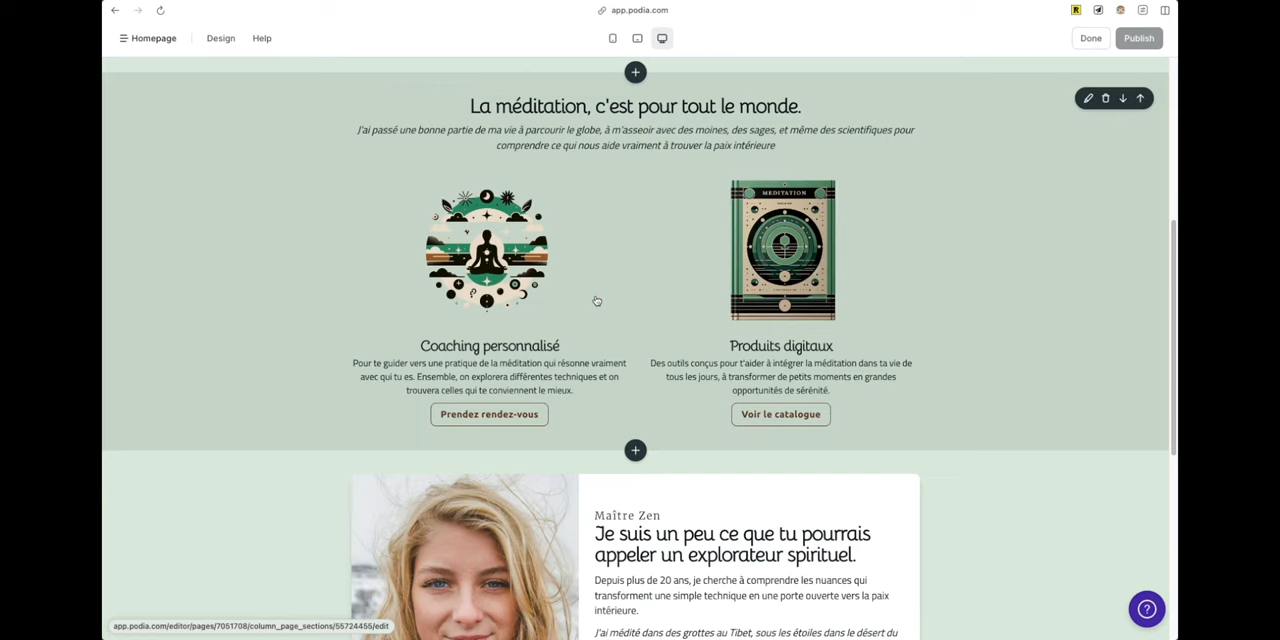 app.podia.com
Homepage
Design
Help
Done
Publish
La méditation, c'est pour tout le monde.
J'ai passé une bonne partie de ma vie à parcourir le globe, à m'asseoir avec des moines, des sages, et même des scientifiques pour
comprendre ce qui nous aide vraiment à trouver la paix intérieure
MEDITATION
Coaching personnalisé
Pour te guider vers une pratique de la méditation qui résonne vraiment
avec qui tu es. Ensemble, on explorera différentes techniques et on
trouvera celles qui te conviennent le mieux.
Prendez rendez-vous
Produits digitaux
Des outils conçus pour t'aider à intégrer la méditation dans ta vie de
tous les jours, à transformer de petits moments en grandes
opportunités de sérénité.
Voir le catalogue
Maître Zen
Je suis un peu ce que tu pourrais
appeler un explorateur spirituel.
Depuis plus de 20 ans, je cherche à comprendre les nuances qui
transforment une simple technique en une porte ouverte vers la paix
intérieure.
J'ai médité dans des grottes au Tibet, sous les étoiles dans le désert du
app.podia.com/editor/pages/7051708/column_page_sections/55724455/edit